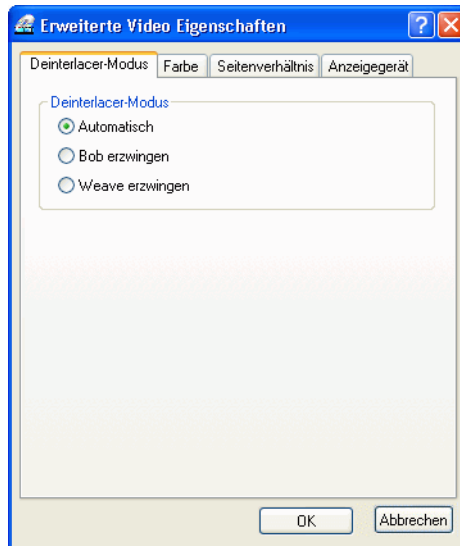 Erweiterte Video Eigenschaften
Deinterlacer-Modus Farbe Seitenverhältnis Anzeigegerät
Deinterlacer-Modus
Automatisch
Bob erzwingen
Weave erzwingen
OK Abbrechen